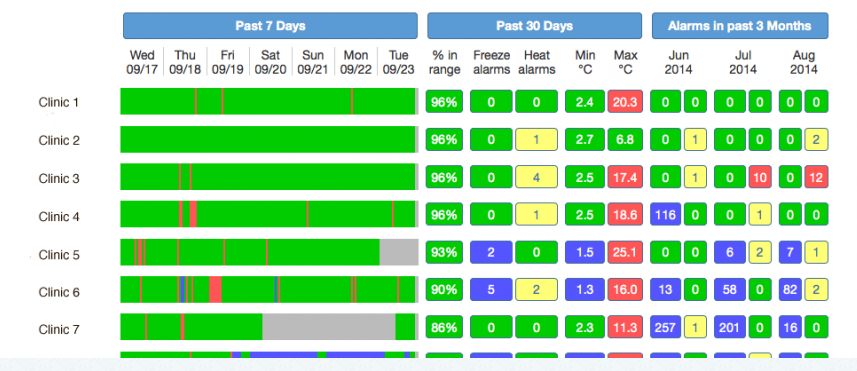 Past 7 Days Past 30 Days Alarms in past 3 Months
Wed Thu Fri Sat Sun Mon Tue % in Freeze Heat Min Max Jun Jul Aug
09/17 09/18 09/19 09/20 09/21 09/22 09/23 range alarms alarms °C °C 2014 2014 2014
Clinic 1 96% 0 0 2.4 20.3 0 0 0 0 0 0
Clinic 2 96% 0 1 2.7 6.8 0 1 0 0 0 2
Clinic 3 96% 0 4 2.5 17.4 0 1 0 10 0 12
Clinic 4 96% 0 1 2.5 18.6 116 0 0 1 0 0
Clinic 5 93% 2 0 1.5 25.1 0 0 6 2 7 1
Clinic 6 90% 5 2 1.3 16.0 13 0 58 0 82 2
Clinic 7 86% 0 0 2.3 11.3 257 1 201 0 16 0